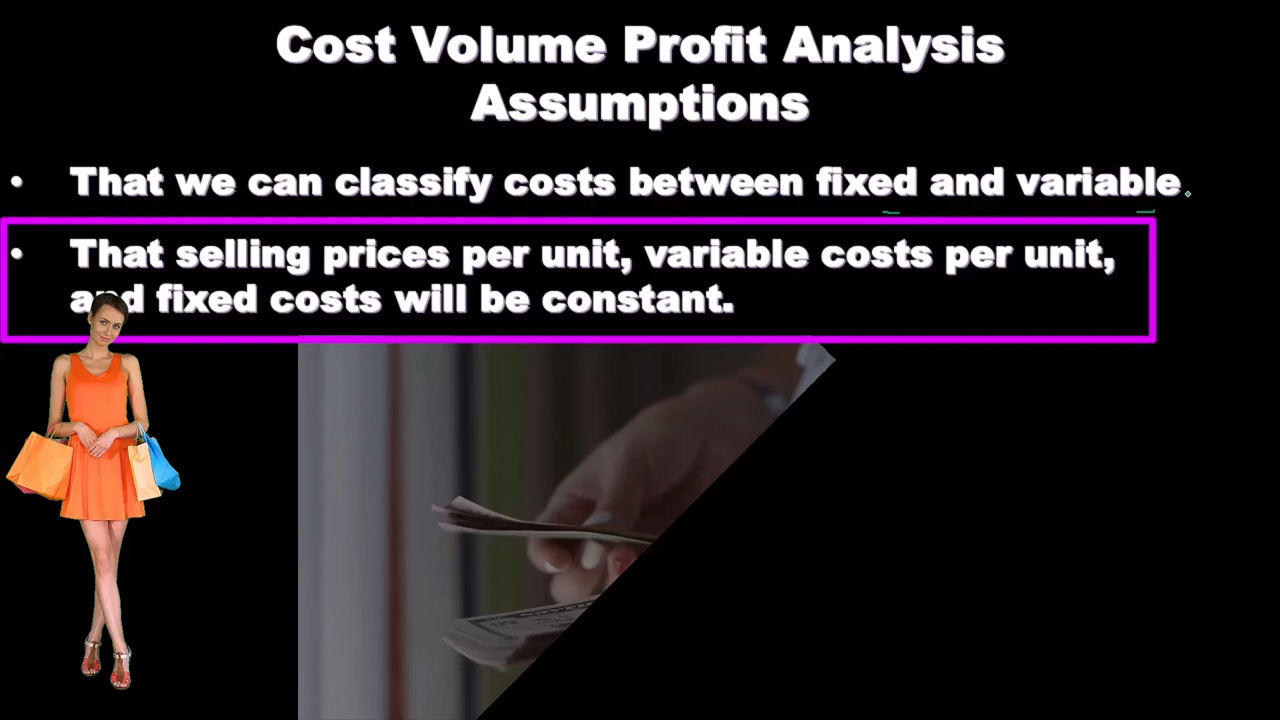 Cost Volume Profit Analysis
Assumptions
• That we can classify costs between fixed and variable.
• That selling prices per unit, variable costs per unit,
and fixed costs will be constant.